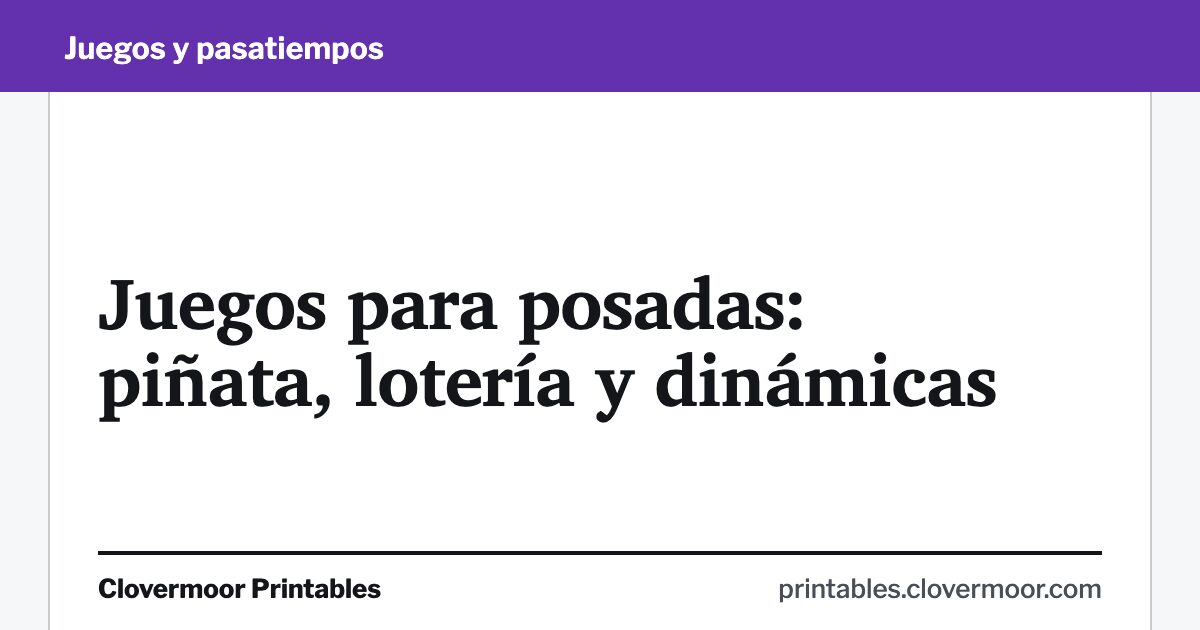 Juegos y pasatiempos
Juegos para posadas:
piñata, lotería y dinámicas
Clovermoor Printables
printables.clovermoor.com